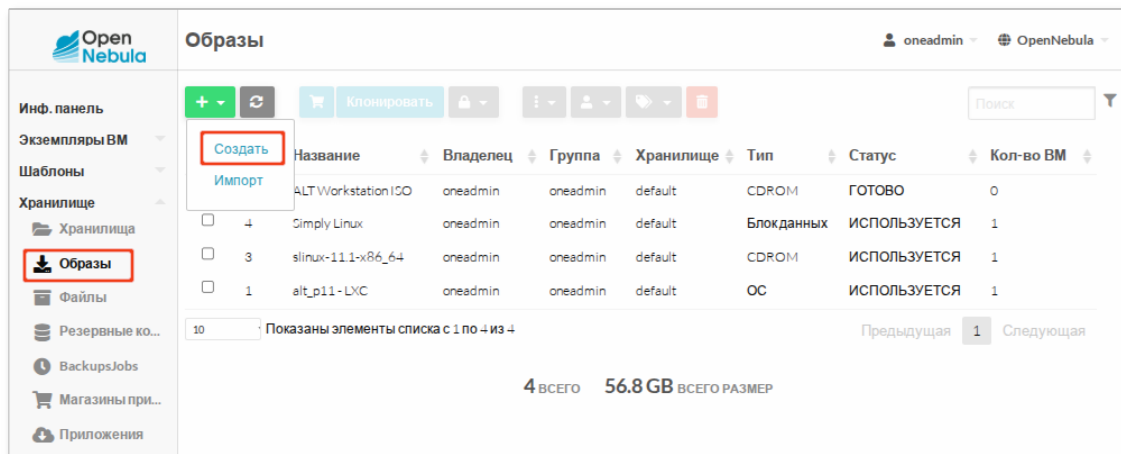 Open
Nebula
Образы
oneadmin
OpenNebula
Инф. панель
Экземпляры ВМ
Шаблоны
Хранилище
Хранилища
Образы
Файлы
Резервные ко...
BackupsJobs
Магазины при...
Приложения
Клонировать
Поиск
Создать
Импорт
Название Владелец Группа Хранилище Тип Статус Кол-во ВМ
ALT Workstation ISO oneadmin oneadmin default CDROM ГОТОВО 0
4 Simply Linux oneadmin oneadmin default Блок данных ИСПОЛЬЗУЕТСЯ 1
3 slinux-11.1-x86_64 oneadmin oneadmin default CDROM ИСПОЛЬЗУЕТСЯ 1
1 alt_p11 - LXC oneadmin oneadmin default ОС ИСПОЛЬЗУЕТСЯ 1
10 Показаны элементы списка с 1 по 4 из 4
Предыдущая 1 Следующая
4 ВСЕГО 56.8 GB ВСЕГО РАЗМЕР